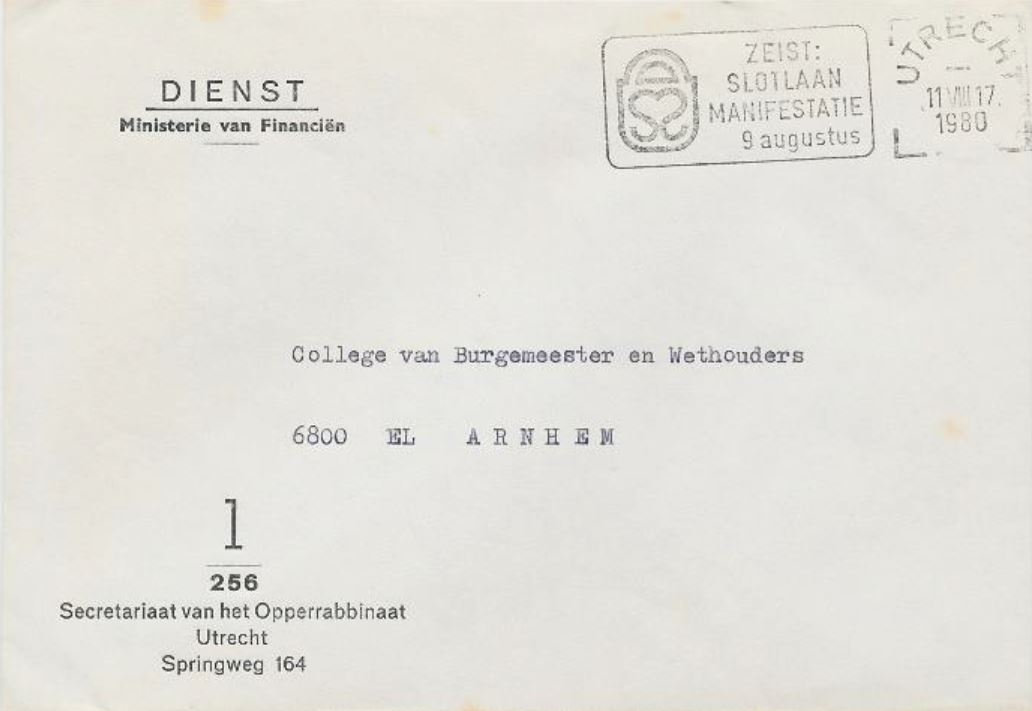 DIENST
Ministerie van Financiën
ZEIST:
SLOTLAAN
MANIFESTATIE
9 augustus
UTRECHT
11 VIII 17.
1980
College van Burgemeester en Wethouders
6800 EL ARNHEM
1
256
Secretariaat van het Opperrabbinaat
Utrecht
Springweg 164